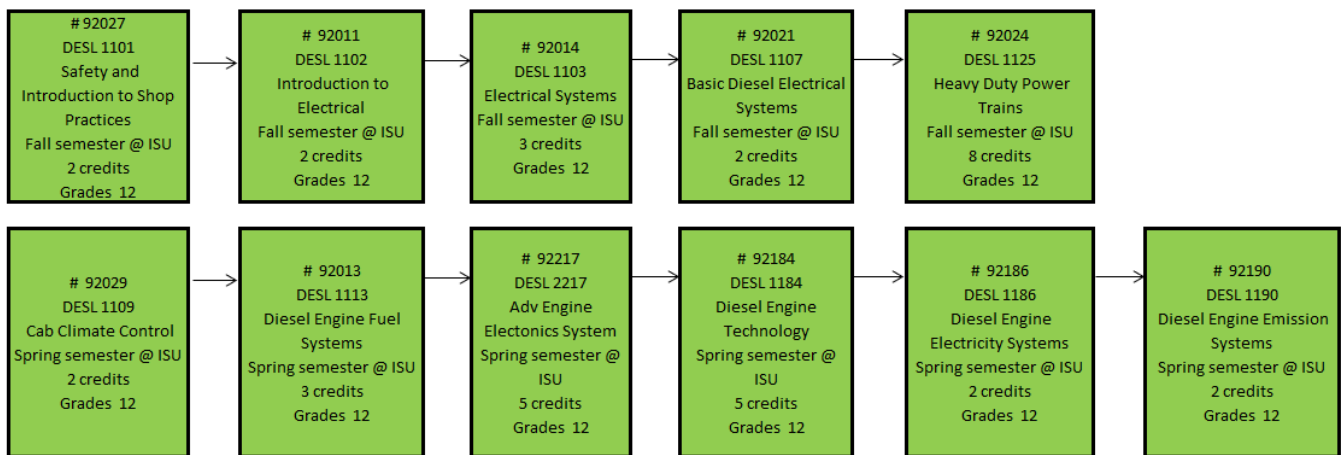 # 92027
DESL 1101
Safety and
Introduction to Shop
Practices
Fall semester @ ISU
2 credits
Grades 12
# 92011
DESL 1102
Introduction to
Electrical
Fall semester @ ISU
2 credits
Grades 12
# 92014
DESL 1103
Electrical Systems
Fall semester @ ISU
3 credits
Grades 12
# 92021
DESL 1107
Basic Diesel Electrical
Systems
Fall semester @ ISU
2 credits
Grades 12
# 92024
DESL 1125
Heavy Duty Power
Trains
Fall semester @ ISU
8 credits
Grades 12
# 92029
DESL 1109
Cab Climate Control
Spring semester @ ISU
2 credits
Grades 12
# 92013
DESL 1113
Diesel Engine Fuel
Systems
Spring semester @ ISU
3 credits
Grades 12
# 92217
DESL 2217
Adv Engine
Electonics System
Spring semester @
ISU
5 credits
Grades 12
# 92184
DESL 1184
Diesel Engine
Technology
Spring semester @
ISU
5 credits
Grades 12
# 92186
DESL 1186
Diesel Engine
Electricity Systems
Spring semester @ ISU
2 credits
Grades 12
# 92190
DESL 1190
Diesel Engine Emission
Systems
Spring semester @ ISU
2 credits
Grades 12